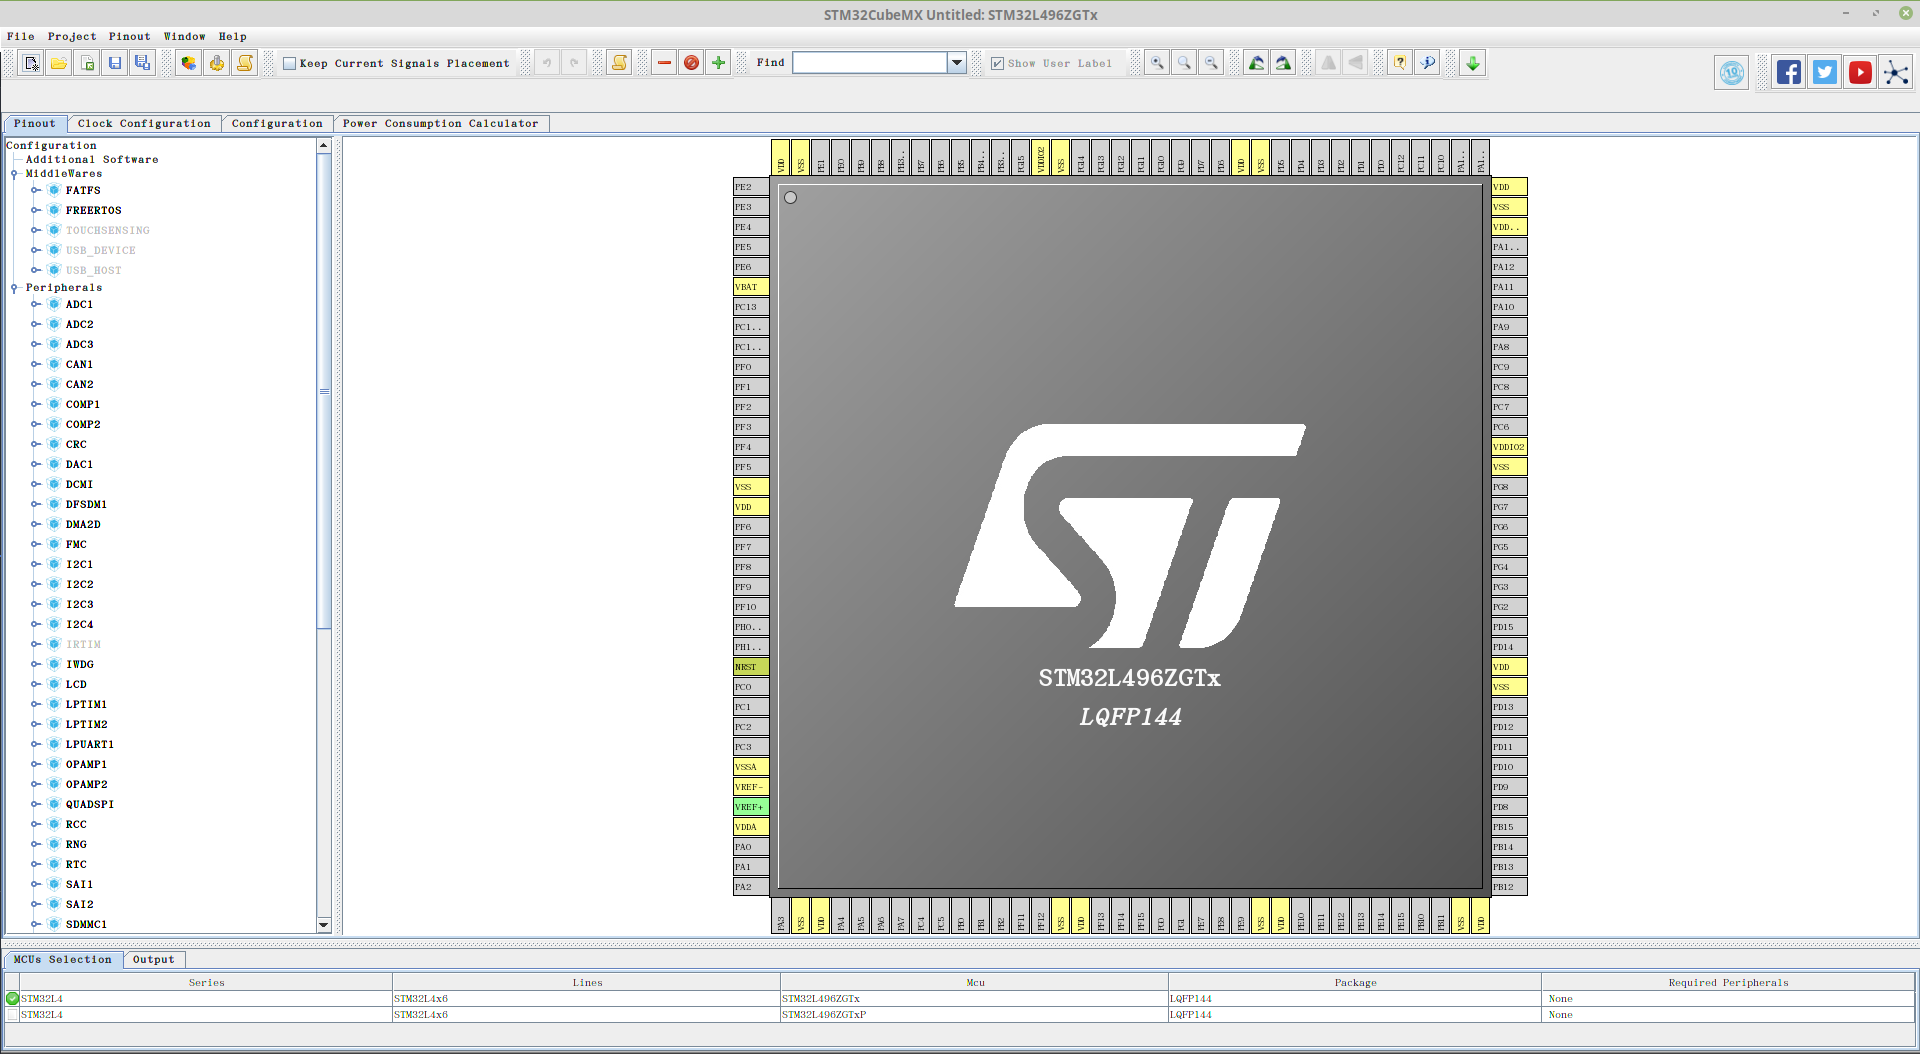 STM32CubeMX Untitled: STM32L496ZGTx
File Project Pinout Window Help
Keep Current Signals Placement
Find
Show User Label
Pinout
Clock Configuration
Configuration
Power Consumption Calculator
Configuration
Additional Software
MiddleWares
FATFS
FREERTOS
TOUCHSENSING
USB_DEVICE
USB_HOST
Peripherals
ADC1
ADC2
ADC3
CAN1
CAN2
COMP1
COMP2
CRC
DAC1
DCMI
DFSDM1
DMA2D
FMC
I2C1
I2C2
I2C3
I2C4
IRTIM
IWDG
LCD
LPTIM1
LPTIM2
LPUART1
OPAMP1
OPAMP2
QUADSPI
RCC
RNG
RTC
SAI1
SAI2
SDMMC1
VDD
VSS
PE1
PE0
PB9
PB8
PH3..
PB7
PB6
PB5
PB4..
PB3..
PG15
VDDIO2
VSS
PG14
PG13
PG12
PG11
PG10
PG9
PD7
PD6
VDD
VSS
PD5
PD4
PD3
PD2
PD1
PD0
PC12
PC11
PC10
PA1..
PA1..
PE2
PE3
PE4
PE5
PE6
VBAT
PC13
PC1..
PC1..
PF0
PF1
PF2
PF3
PF4
PF5
VSS
VDD
PF6
PF7
PF8
PF9
PF10
PH0..
PH1..
NRST
PC0
PC1
PC2
PC3
VSSA
VREF-
VREF+
VDDA
PA0
PA1
PA2
ST
STM32L496ZGTx
LQFP144
VDD
VSS
VDD..
PA1..
PA12
PA11
PA10
PA9
PA8
PC9
PC8
PC7
PC6
VDDIO2
VSS
PG8
PG7
PG6
PG5
PG4
PG3
PG2
PD15
PD14
VDD
VSS
PD13
PD12
PD11
PD10
PD9
PD8
PB15
PB14
PB13
PB12
PA3
VSS
VDD
PA4
PA5
PA6
PA7
PC4
PC5
PB0
PB1
PB2
PF11
PF12
VSS
VDD
PF13
PF14
PF15
PG0
PG1
PE7
PE8
PE9
VSS
VDD
PE10
PE11
PE12
PE13
PE14
PE15
PB10
PB11
VSS
VDD
MCUs Selection
Output
Series Lines Mcu Package Required Peripherals
STM32L4 STM32L4x6 STM32L496ZGTx LQFP144 None
STM32L4 STM32L4x6 STM32L496ZGTxP LQFP144 None